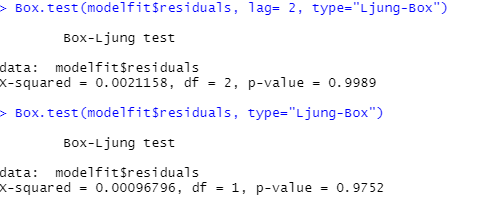 > Box.test(modelfit$residuals, lag= 2, type="Ljung-Box")
Box-Ljung test
data:  modelfit$residuals
X-squared = 0.0021158, df = 2, p-value = 0.9989
> Box.test(modelfit$residuals, type="Ljung-Box")
Box-Ljung test
data:  modelfit$residuals
X-squared = 0.00096796, df = 1, p-value = 0.9752